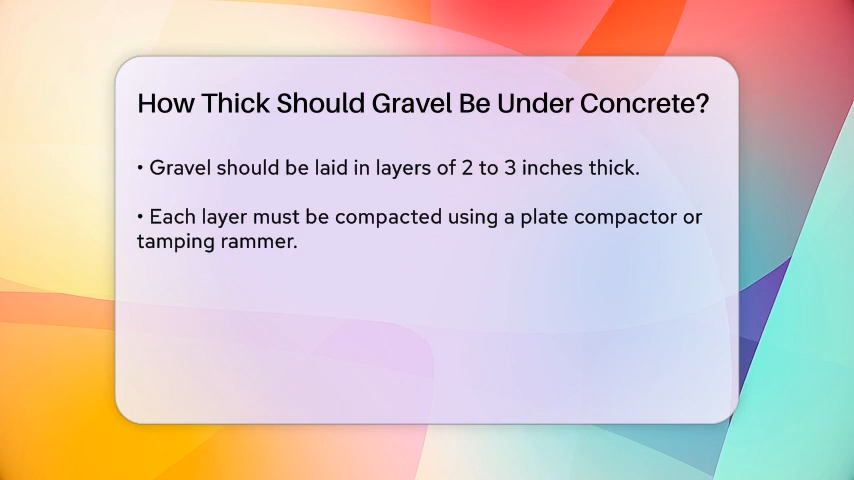 How Thick Should Gravel Be Under Concrete?
• Gravel should be laid in layers of 2 to 3 inches thick.
• Each layer must be compacted using a plate compactor or
tamping rammer.